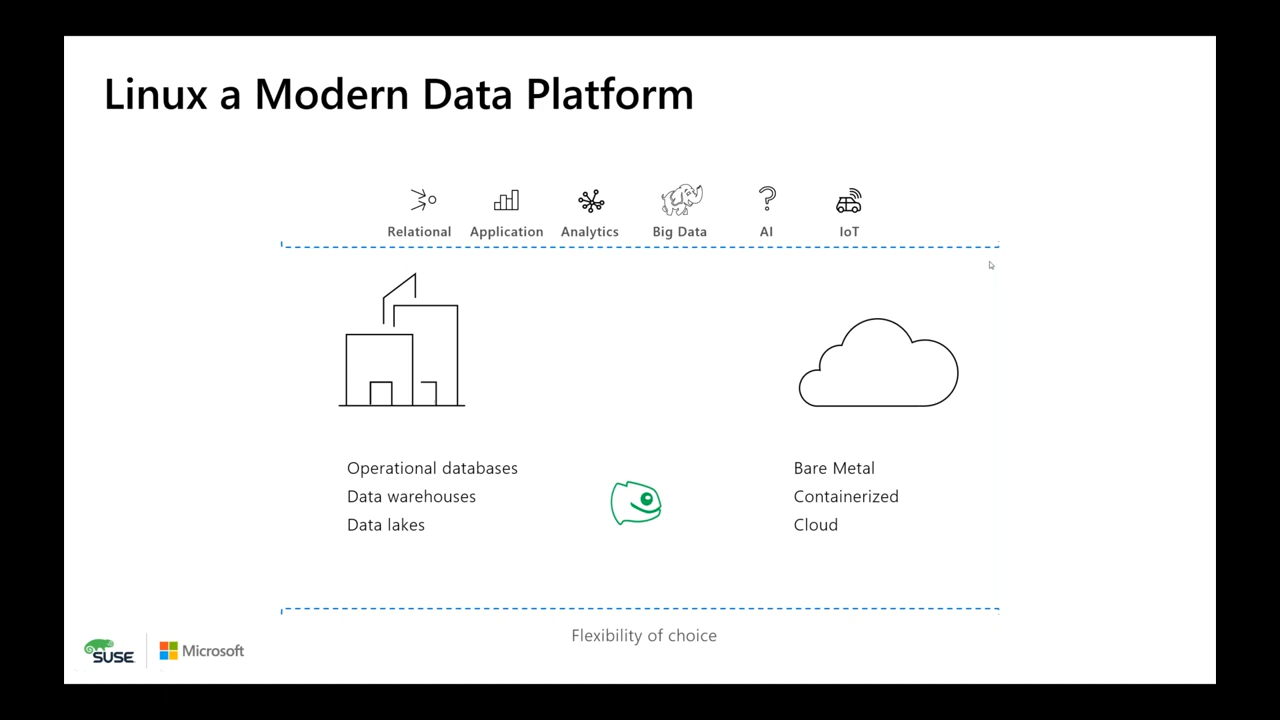 Linux a Modern Data Platform
Relational Application Analytics Big Data AI IoT
Operational databases
Data warehouses
Data lakes
Bare Metal
Containerized
Cloud
Flexibility of choice
SUSE Microsoft